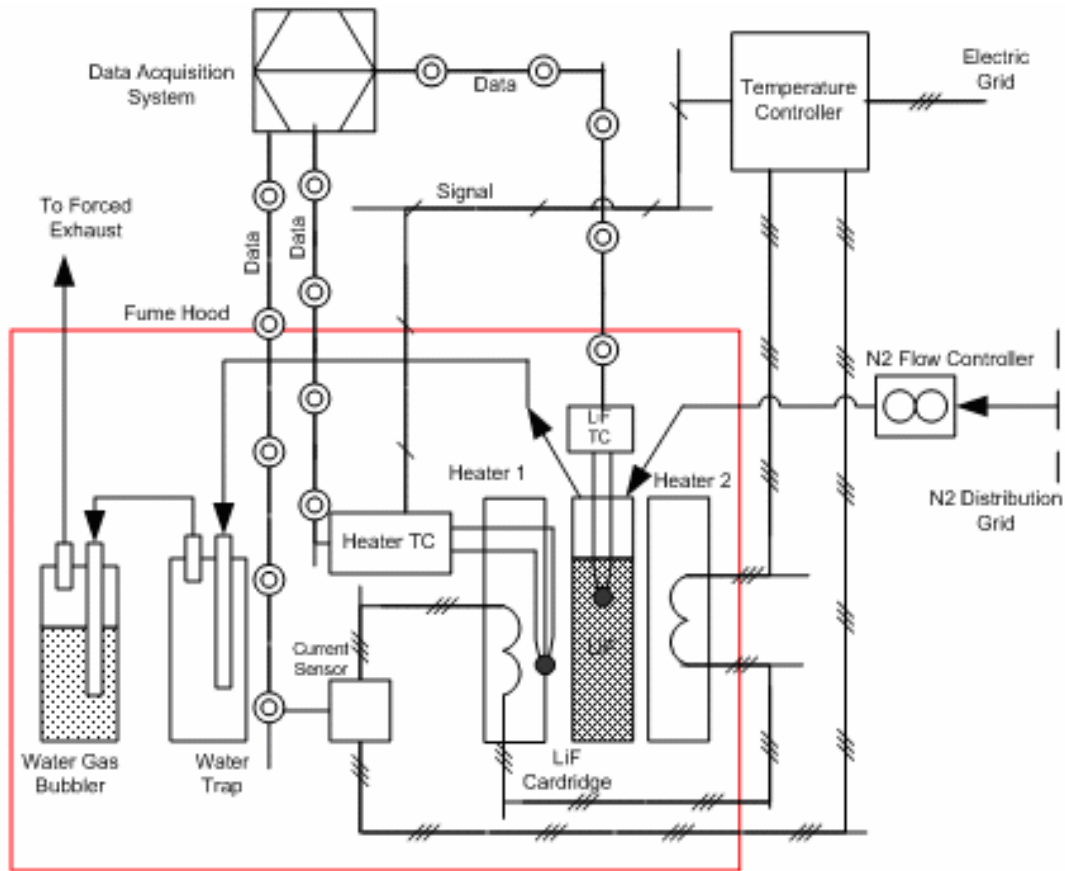 Data Acquisition
System
Data
Temperature
Controller
Electric
Grid
Signal
To Forced
Exhaust
Data
Data
Fume Hood
N2 Flow Controller
LiF
TC
Heater 1
Heater 2
N2 Distribution
Grid
Heater TC
LiF
Current
Sensor
Water Gas
Bubbler
Water
Trap
LiF
Cardridge